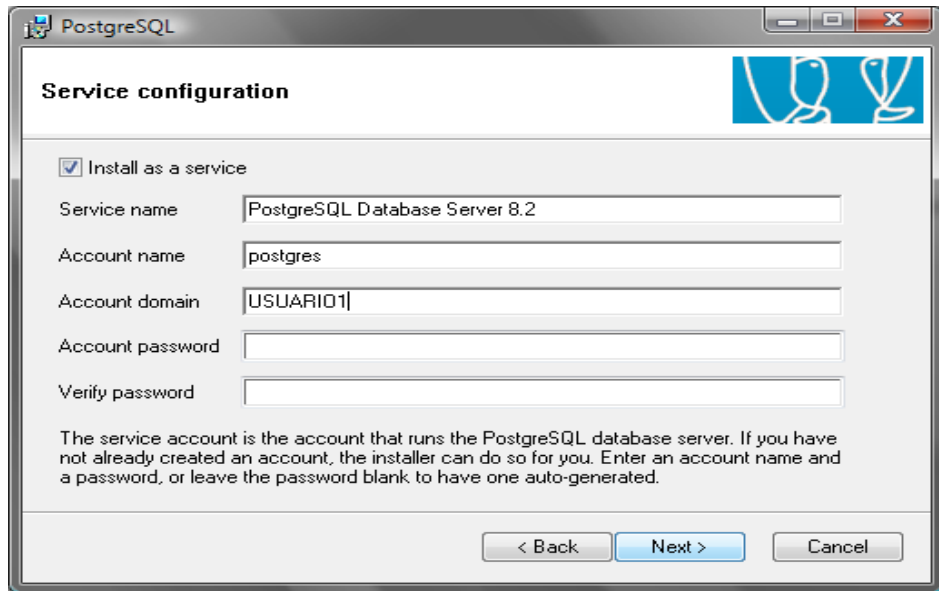 PostgreSQL
Service configuration
Install as a service
Service name PostgreSQL Database Server 8.2
Account name postgres
Account domain USUARIO1
Account password
Verify password
The service account is the account that runs the PostgreSQL database server. If you have
not already created an account, the installer can do so for you. Enter an account name and
a password, or leave the password blank to have one auto-generated.
< Back Next > Cancel